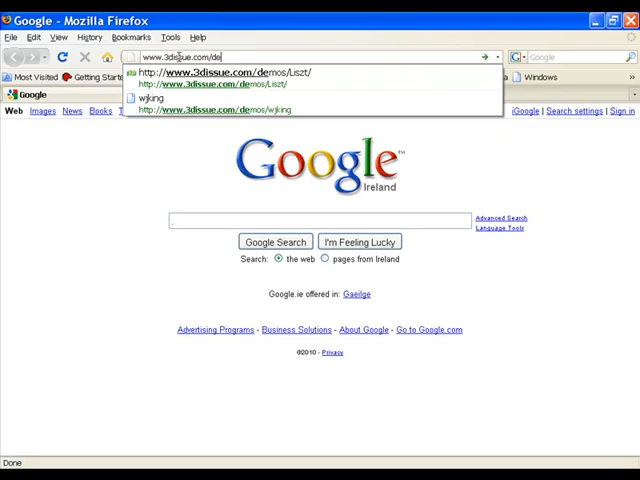 Google - Mozilla Firefox
File Edit View History Bookmarks Tools Help
www.3dissue.com/de
Google
http://www.3dissue.com/demos/Liszt/
http://www.3dissue.com/demos/Liszt/
wjking
http://www.3dissue.com/demos/wjking
Most Visited Getting Started
Windows
Google
Web Images
iGoogle | Search settings | Sign in
Google
Ireland
Advanced Search
Language Tools
Google Search I'm Feeling Lucky
Search: the web pages from Ireland
Google.ie offered in: Gaeilge
Advertising Programs - Business Solutions - About Google - Go to Google.com
©2010 - Privacy
Done